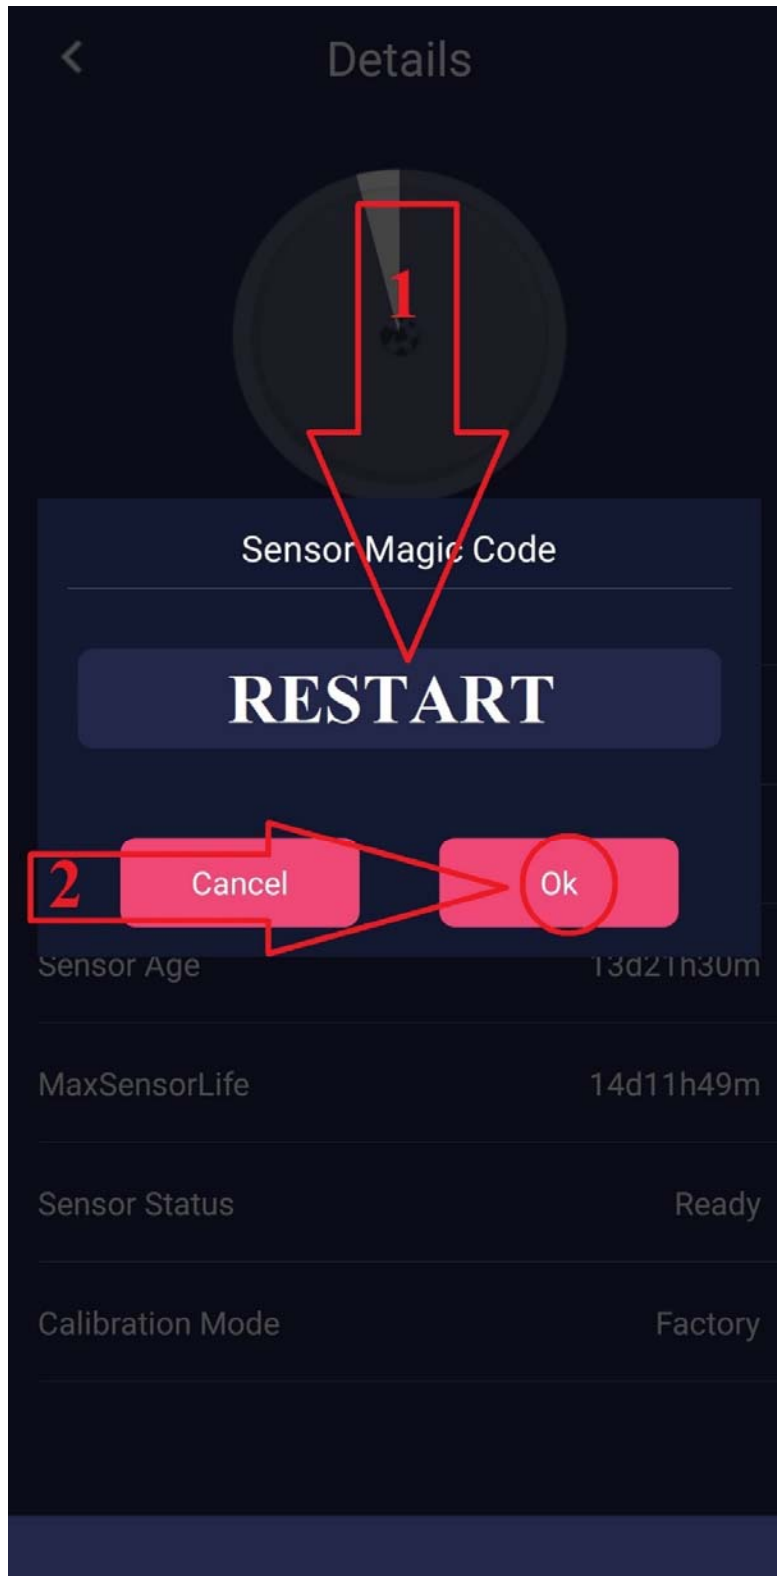 Details
1
Sensor Magic Code
RESTART
2
Cancel
Ok
Sensor Age 13d21h30m
MaxSensorLife 14d11h49m
Sensor Status Ready
Calibration Mode Factory